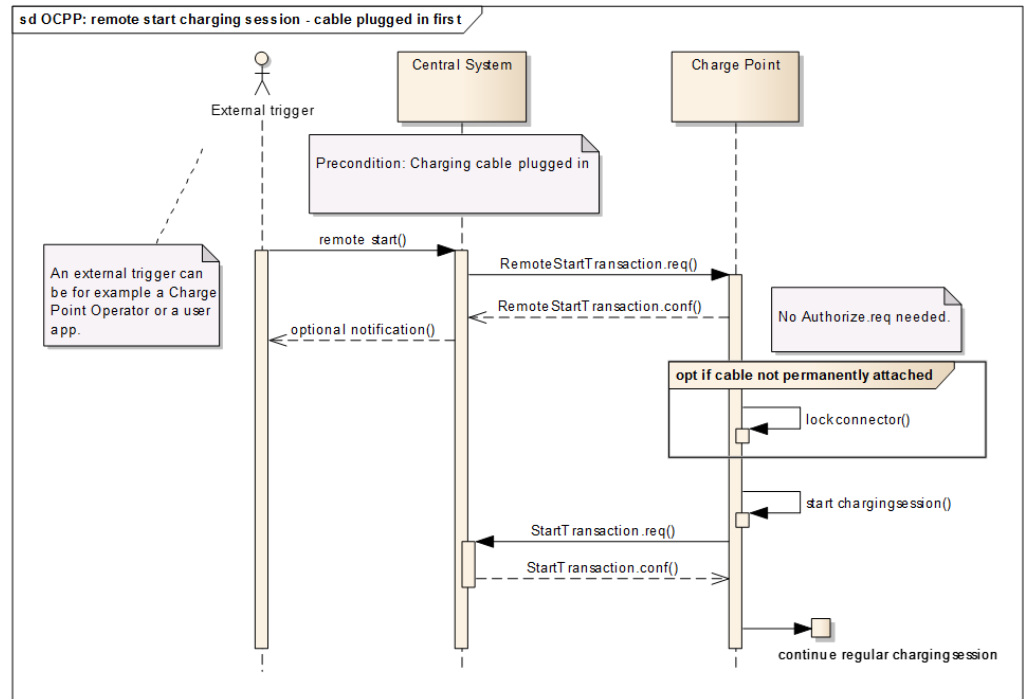 sd OCPP: remote start charging session - cable plugged in first
External trigger
Central System
Charge Point
Precondition: Charging cable plugged in
An external trigger can
be for example a Charge
Point Operator or a user
app.
remote start()
RemoteStartTransaction.req()
RemoteStartTransaction.conf()
optional notification()
No Authorize.req needed.
opt if cable not permanently attached
lock connector()
start chargingsession()
StartTransaction.req()
StartTransaction.conf()
continue regular chargingsession